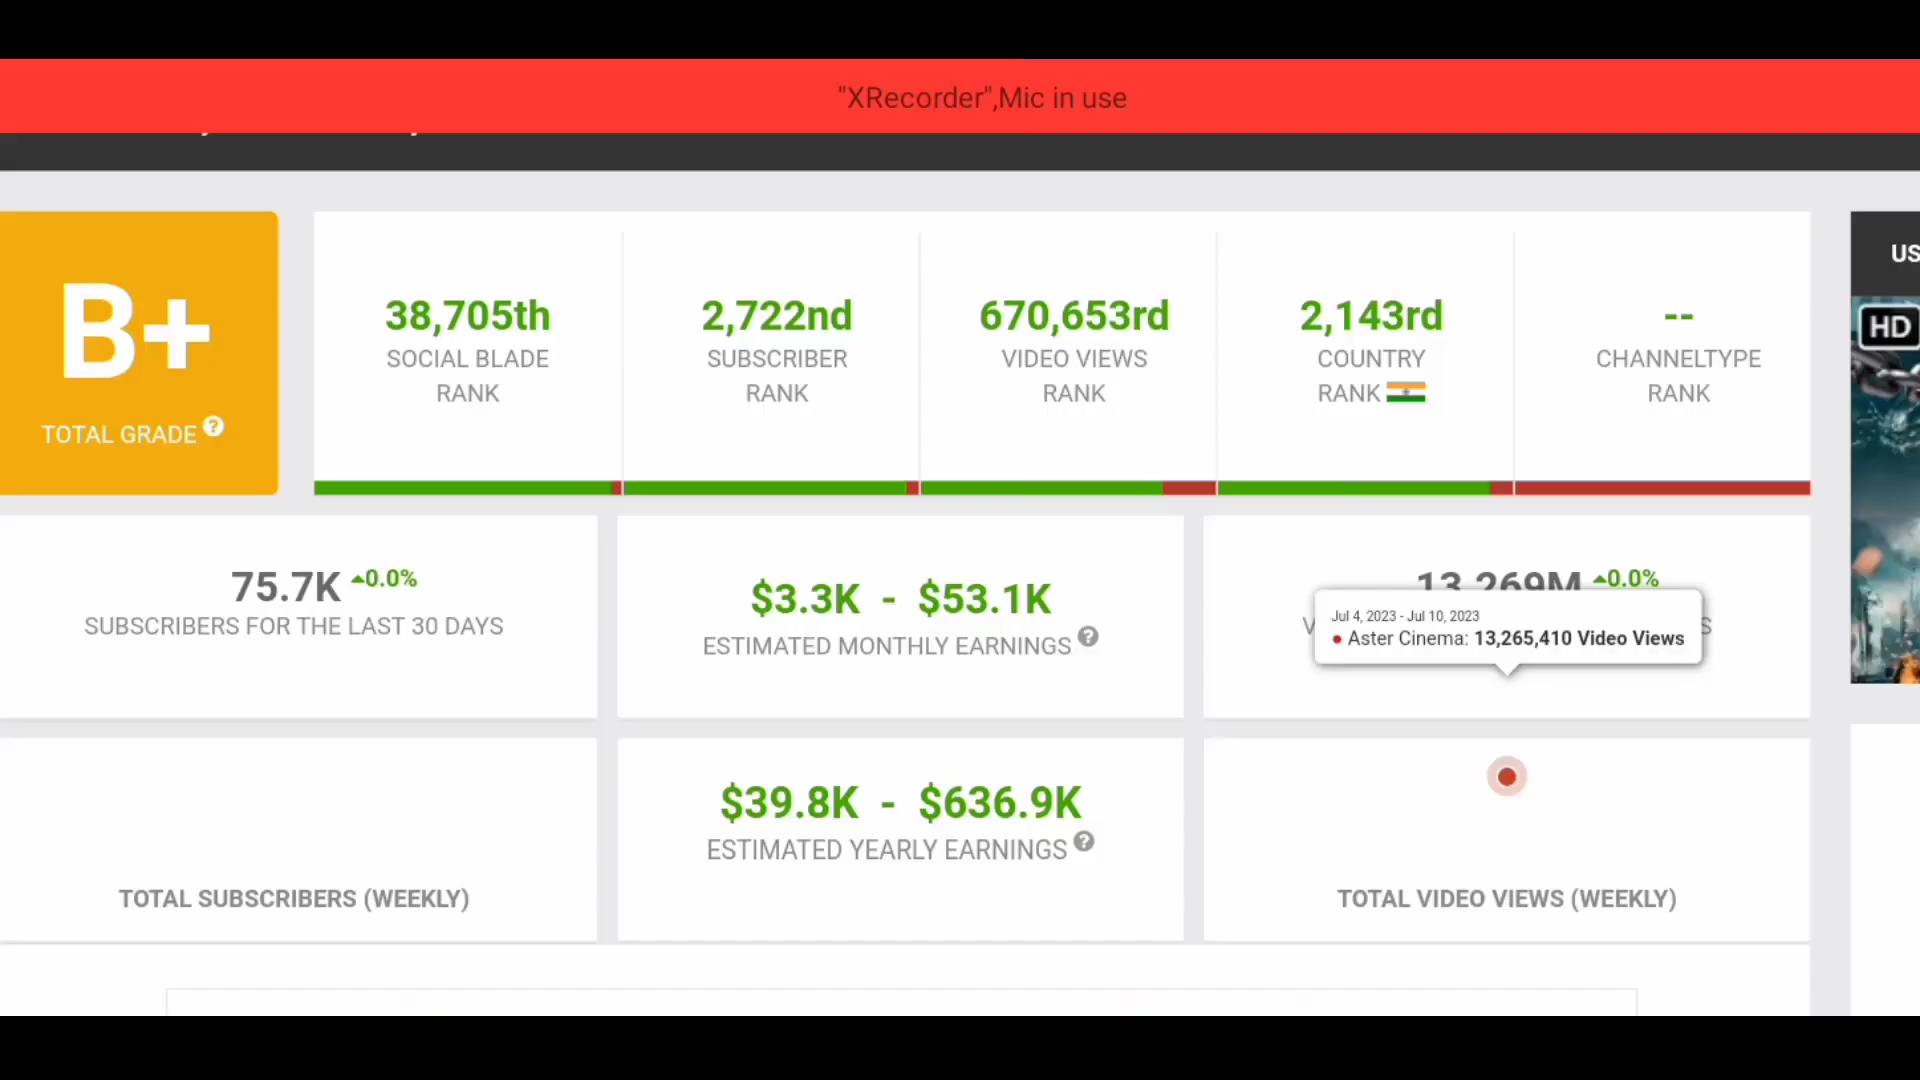 "XRecorder",Mic in use
B+
TOTAL GRADE ?
38,705th
SOCIAL BLADE
RANK
2,722nd
SUBSCRIBER
RANK
670,653rd
VIDEO VIEWS
RANK
2,143rd
COUNTRY
RANK
--
CHANNELTYPE
RANK
US
HD
75.7K 0.0%
SUBSCRIBERS FOR THE LAST 30 DAYS
$3.3K - $53.1K
ESTIMATED MONTHLY EARNINGS ?
13.269M 0.0%
Jul 4, 2023 - Jul 10, 2023
Aster Cinema: 13,265,410 Video Views
TOTAL SUBSCRIBERS (WEEKLY)
$39.8K - $636.9K
ESTIMATED YEARLY EARNINGS ?
TOTAL VIDEO VIEWS (WEEKLY)